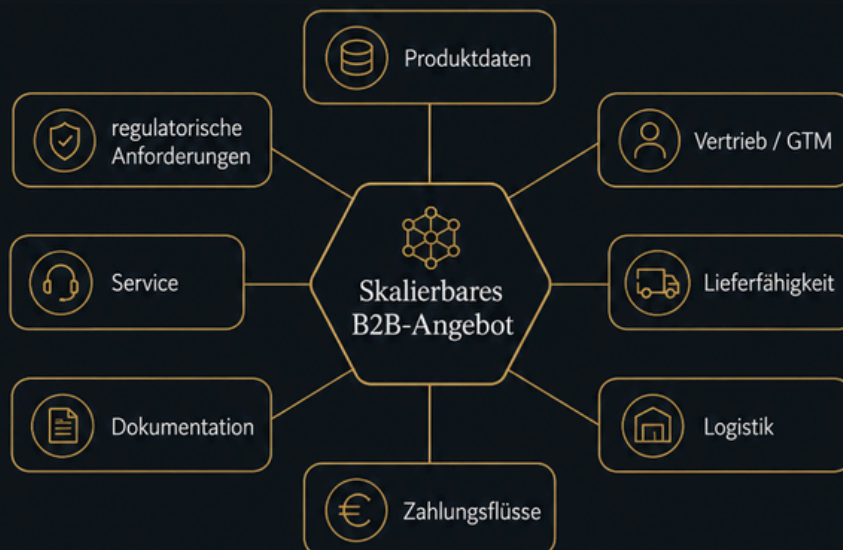 Produktdaten
regulatorische
Anforderungen
Vertrieb / GTM
Service
Skalierbares
B2B-Angebot
Lieferfähigkeit
Dokumentation
Logistik
Zahlungsflüsse